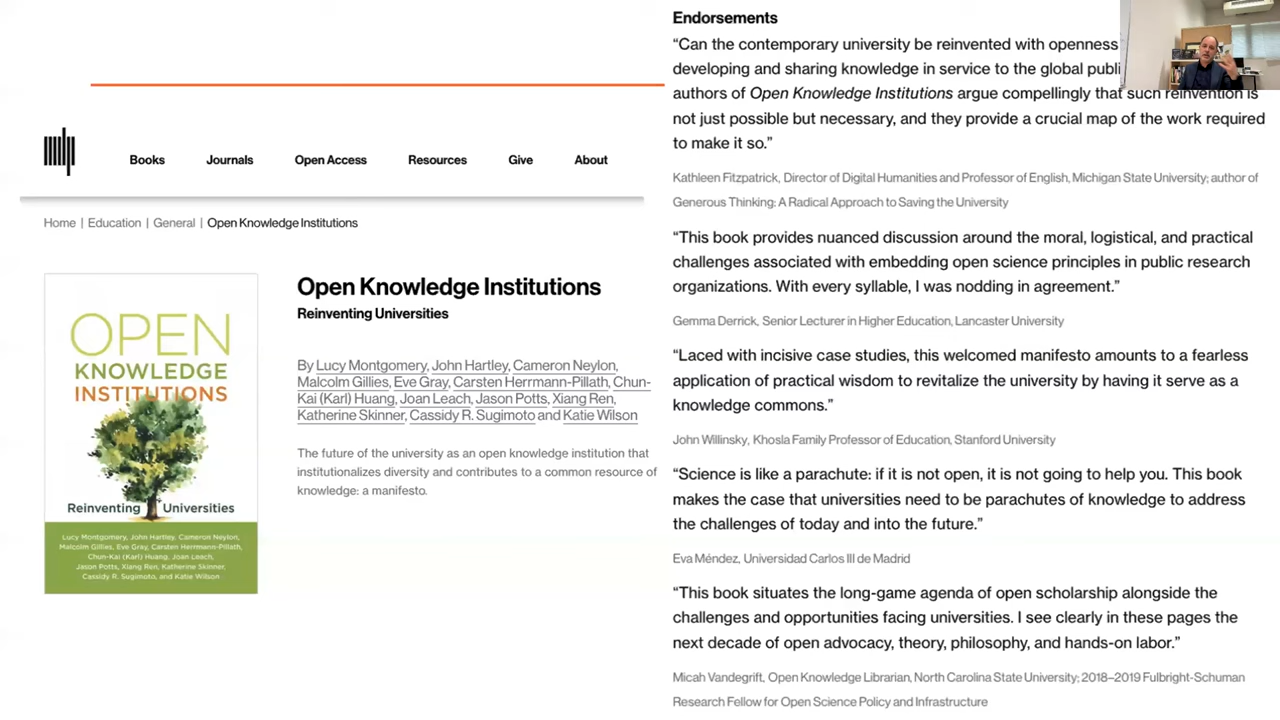 Books Journals Open Access Resources Give About
Home | Education | General | Open Knowledge Institutions
OPEN
KNOWLEDGE
INSTITUTIONS
Reinventing Universities
Lucy Montgomery, John Hartley, Cameron Neylon,
Malcolm Gillies, Eve Gray, Carsten Herrmann-Pillath,
Chun-Kai (Karl) Huang, Joan Leach,
Jason Potts, Xiang Ren, Katherine Skinner,
Cassidy R. Sugimoto, and Katie Wilson
Open Knowledge Institutions
Reinventing Universities
By Lucy Montgomery, John Hartley, Cameron Neylon,
Malcolm Gillies, Eve Gray, Carsten Herrmann-Pillath, Chun-
Kai (Karl) Huang, Joan Leach, Jason Potts, Xiang Ren,
Katherine Skinner, Cassidy R. Sugimoto and Katie Wilson
The future of the university as an open knowledge institution that
institutionalizes diversity and contributes to a common resource of
knowledge: a manifesto.
Endorsements
“Can the contemporary university be reinvented with openness
developing and sharing knowledge in service to the global
authors of Open Knowledge Institutions argue compellingly that such reinvention is
not just possible but necessary, and they provide a crucial map of the work required
to make it so.”
Kathleen Fitzpatrick, Director of Digital Humanities and Professor of English, Michigan State University; author of
Generous Thinking: A Radical Approach to Saving the University
“This book provides nuanced discussion around the moral, logistical, and practical
challenges associated with embedding open science principles in public research
organizations. With every syllable, I was nodding in agreement.”
Gemma Derrick, Senior Lecturer in Higher Education, Lancaster University
“Laced with incisive case studies, this welcomed manifesto amounts to a fearless
application of practical wisdom to revitalize the university by having it serve as a
knowledge commons.”
John Willinsky, Khosla Family Professor of Education, Stanford University
“Science is like a parachute: if it is not open, it is not going to help you. This book
makes the case that universities need to be parachutes of knowledge to address
the challenges of today and into the future.”
Eva Méndez, Universidad Carlos III de Madrid
“This book situates the long-game agenda of open scholarship alongside the
challenges and opportunities facing universities. I see clearly in these pages the
next decade of open advocacy, theory, philosophy, and hands-on labor.”
Micah Vandegrift, Open Knowledge Librarian, North Carolina State University; 2018–2019 Fulbright-Schuman
Research Fellow for Open Science Policy and Infrastructure